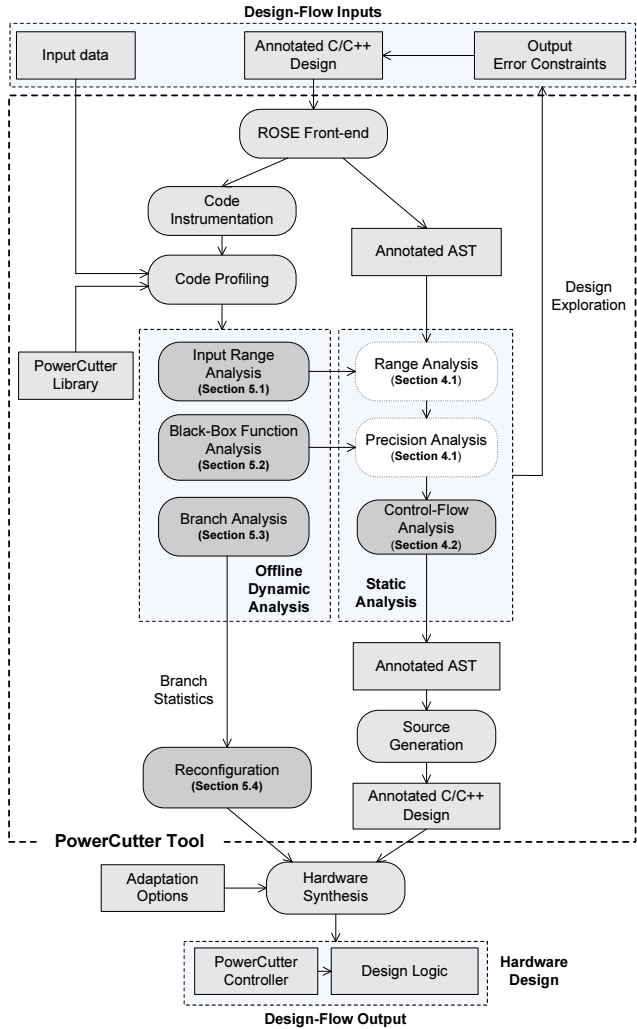 Design-Flow Inputs
Input data
Annotated C/C++
Design
Output
Error Constraints
ROSE Front-end
Code
Instrumentation
Annotated AST
Code Profiling
Design
Exploration
PowerCutter
Library
Input Range
Analysis
(Section 5.1)
Range Analysis
(Section 4.1)
Black-Box Function
Analysis
(Section 5.2)
Precision Analysis
(Section 4.1)
Branch Analysis
(Section 5.3)
Control-Flow
Analysis
(Section 4.2)
Offline
Dynamic
Analysis
Static
Analysis
Annotated AST
Branch
Statistics
Source
Generation
Reconfiguration
(Section 5.4)
Annotated C/C++
Design
PowerCutter Tool
Adaptation
Options
Hardware
Synthesis
PowerCutter
Controller
Design Logic
Hardware
Design
Design-Flow Output